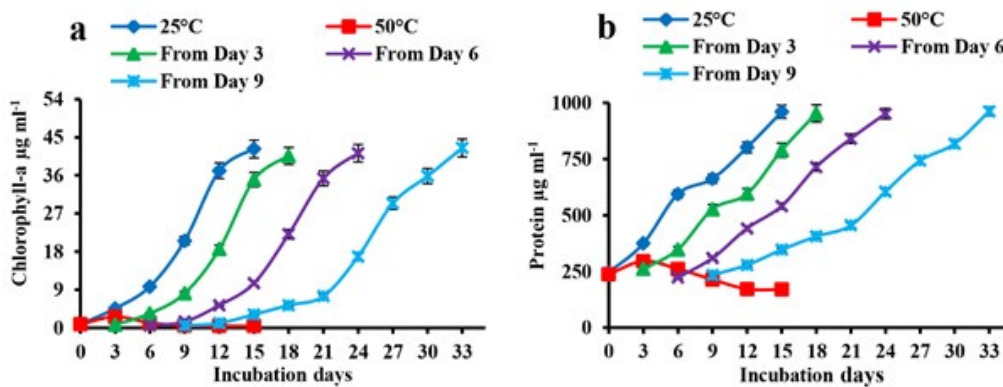 a
25°C 50°C
From Day 3 From Day 6
From Day 9
Chlorophyll-a µg ml-1
54
45
36
27
18
9
0
0 3 6 9 12 15 18 21 24 27 30 33
Incubation days
b
25°C 50°C
From Day 3 From Day 6
From Day 9
Protein µg ml-1
1000
750
500
250
0
0 3 6 9 12 15 18 21 24 27 30 33
Incubation days